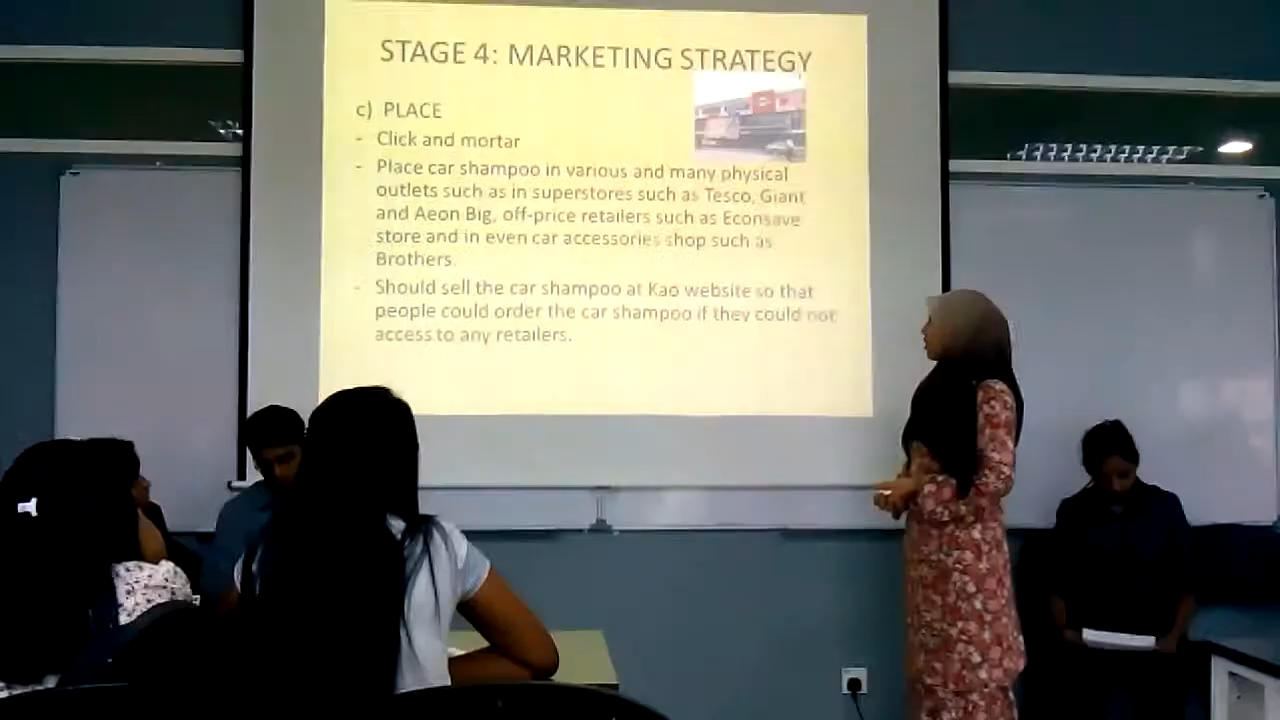 STAGE 4: MARKETING STRATEGY
c) PLACE
- Click and mortar
- Place car shampoo in various and many physical
outlets such as in superstores such as Tesco, Giant
and Aeon Big, off-price retailers such as Econsave
store and in even car accessories shop such as
Brothers.
- Should sell the car shampoo at Kao website so that
people could order the car shampoo if they could not
access to any retailers.